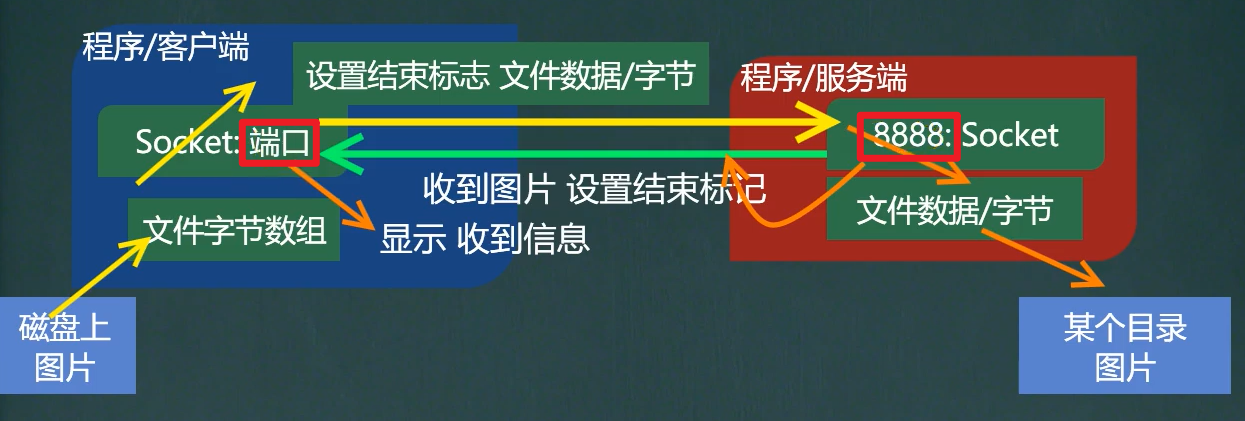 程序/客户端
设置结束标志 文件数据/字节
Socket: 端口
文件字节数组
磁盘上
图片
收到图片 设置结束标记
显示 收到信息
程序/服务端
8888: Socket
文件数据/字节
某个目录
图片